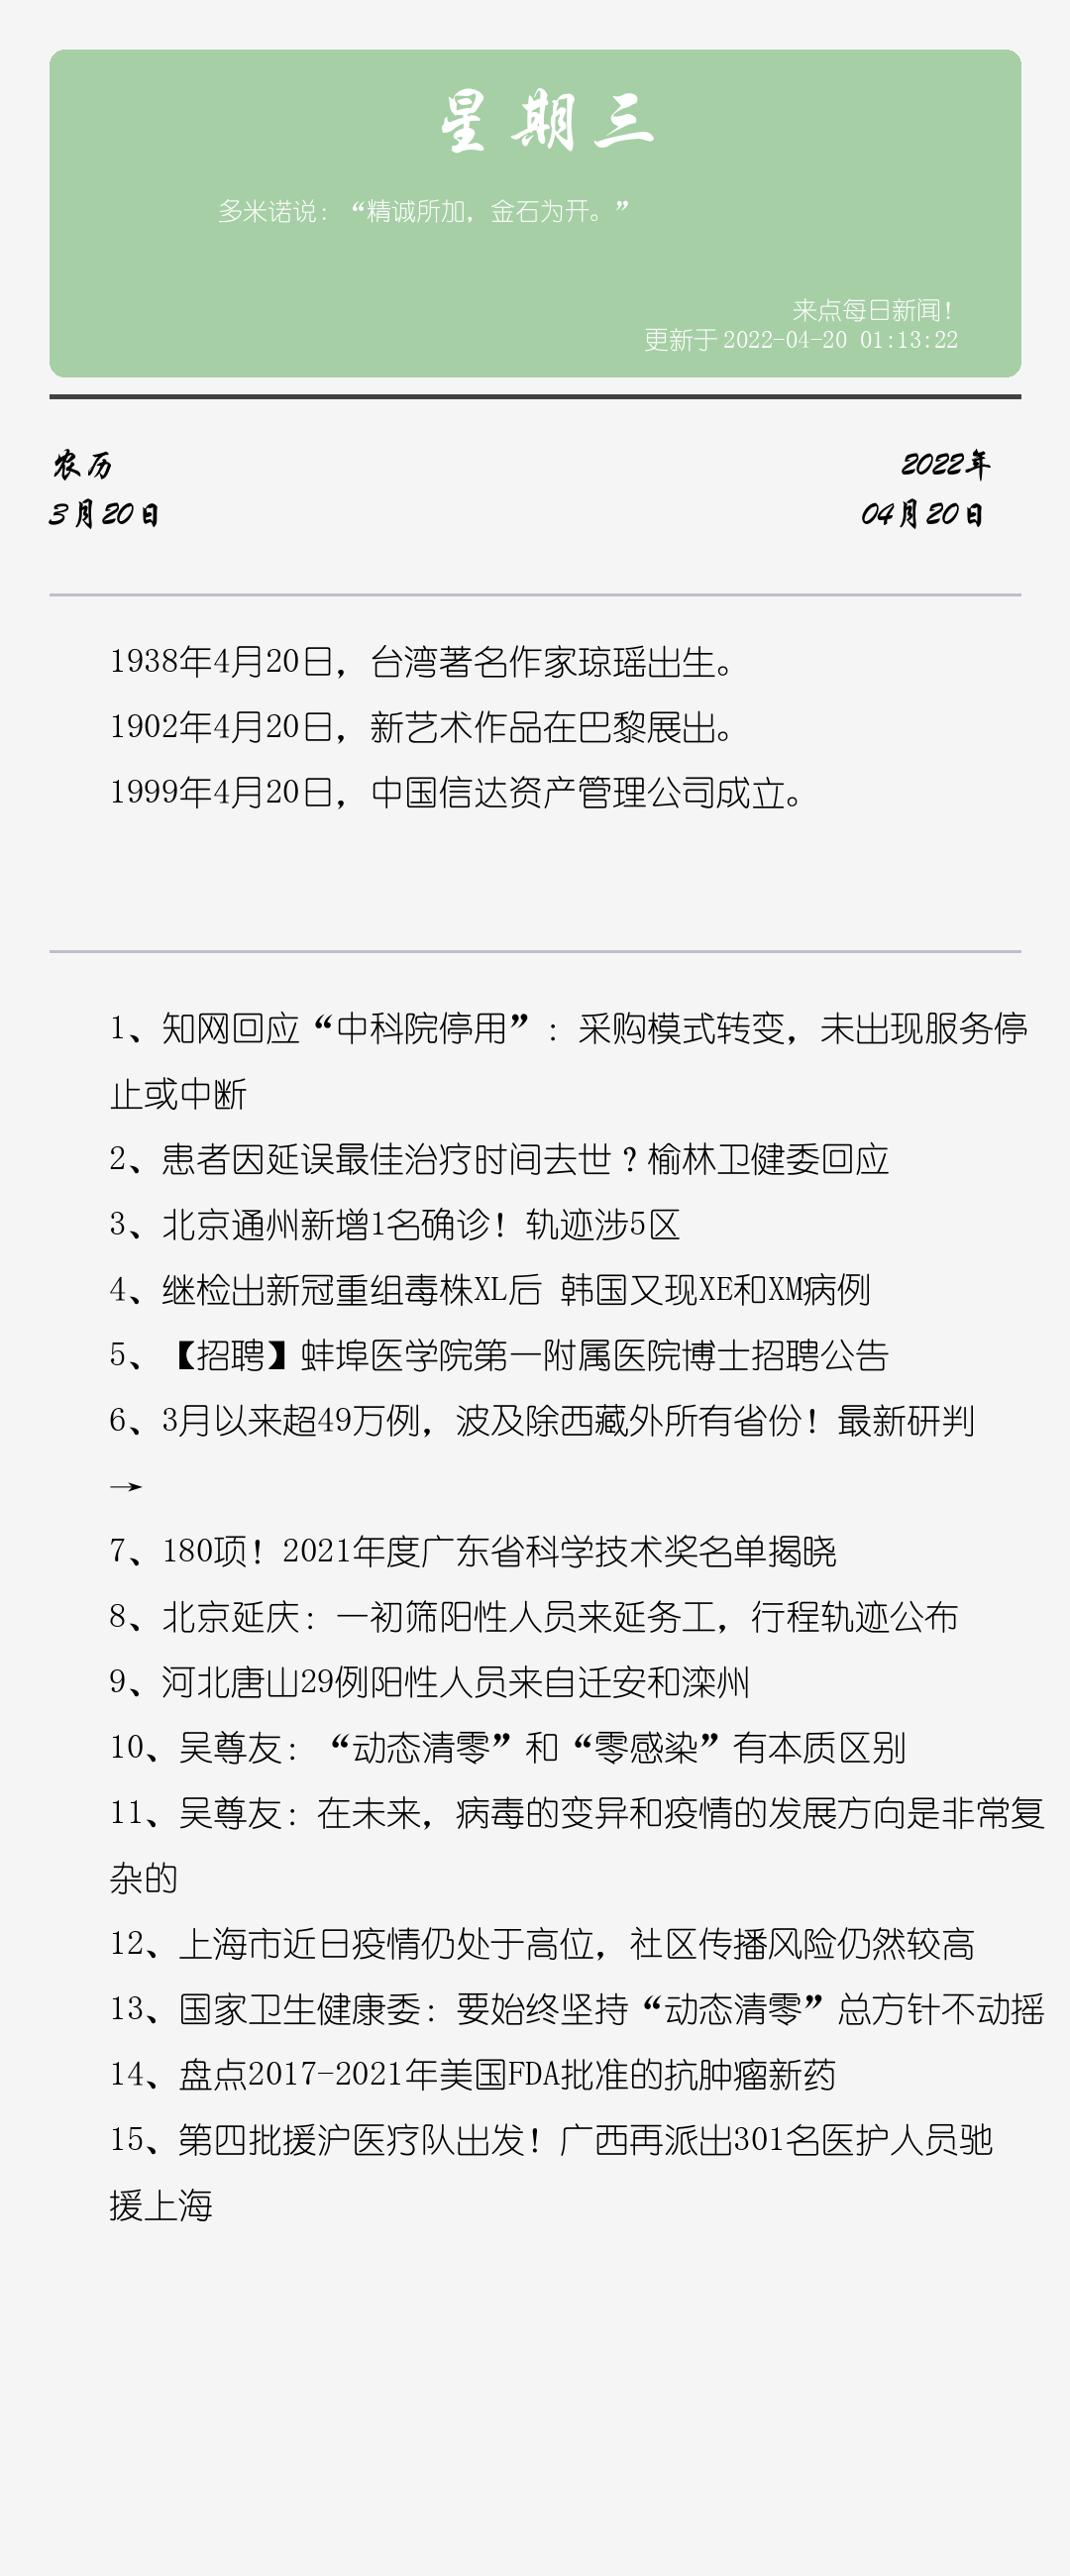 星期三
多米诺说：“精诚所加，金石为开。”
来点每日新闻！
更新于 2022-04-20 01:13:22
农历
2022年
3月20日
04月20日
1938年4月20日，台湾著名作家琼瑶出生。
1902年4月20日，新艺术作品在巴黎展出。
1999年4月20日，中国信达资产管理公司成立。
1、知网回应“中科院停用”：采购模式转变，未出现服务停
止或中断
2、患者因延误最佳治疗时间去世？榆林卫健委回应
3、北京通州新增1名确诊！轨迹涉5区
4、继检出新冠重组毒株XL后 韩国又现XE和XM病例
5、【招聘】蚌埠医学院第一附属医院博士招聘公告
6、3月以来超49万例，波及除西藏外所有省份！最新研判
→
7、180项！2021年度广东省科学技术奖名单揭晓
8、北京延庆：一初筛阳性人员来延务工，行程轨迹公布
9、河北唐山29例阳性人员来自迁安和滦州
10、吴尊友：“动态清零”和“零感染”有本质区别
11、吴尊友：在未来，病毒的变异和疫情的发展方向是非常复
杂的
12、上海市近日疫情仍处于高位，社区传播风险仍然较高
13、国家卫生健康委：要始终坚持“动态清零”总方针不动摇
14、盘点2017-2021年美国FDA批准的抗肿瘤新药
15、第四批援沪医疗队出发！广西再派出301名医护人员驰
援上海